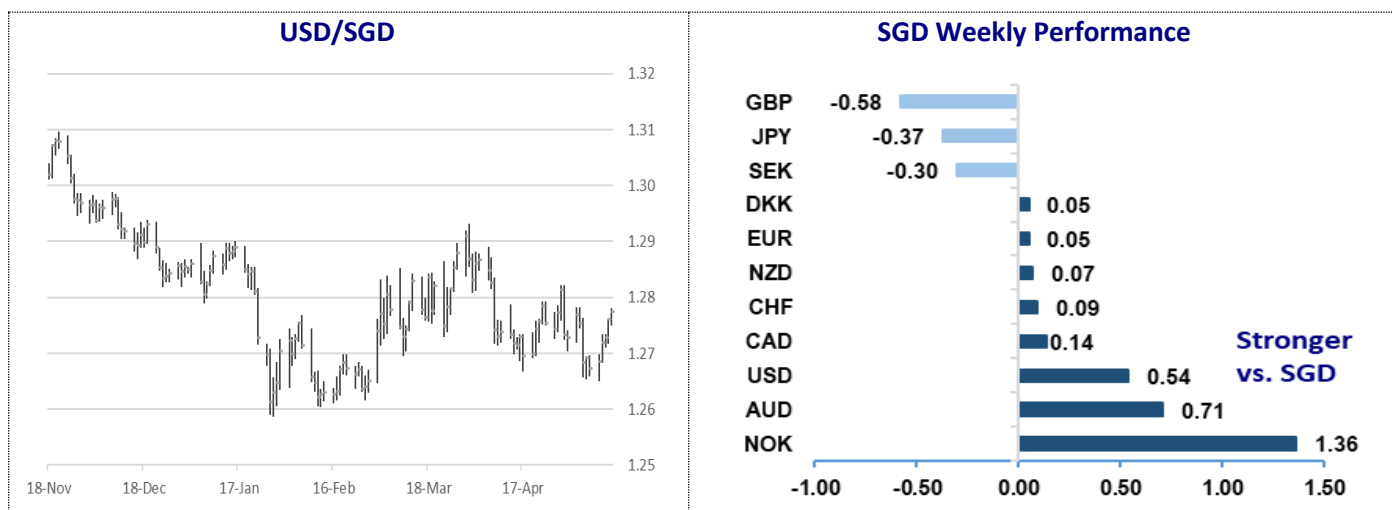 USD/SGD
1.32
1.31
1.30
1.29
1.28
1.27
1.26
1.25
18-Nov 18-Dec 17-Jan 16-Feb 18-Mar 17-Apr
SGD Weekly Performance
GBP -0.58
JPY -0.37
SEK -0.30
DKK 0.05
EUR 0.05
NZD 0.07
CHF 0.09
CAD 0.14
USD 0.54
AUD 0.71
NOK 1.36
Stronger
vs. SGD
-1.00 -0.50 0.00 0.50 1.00 1.50